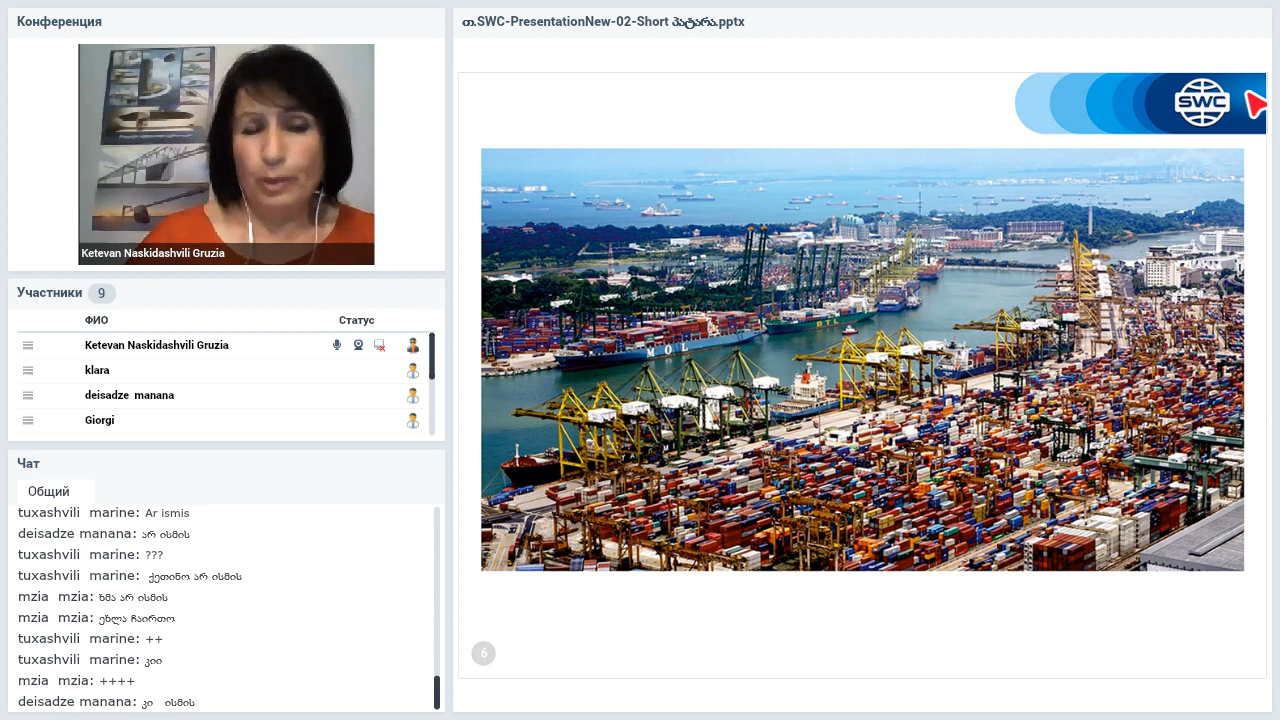 Конференция
Ketevan Naskidashvili Gruzia
Участники 9
ФИО Статус
Ketevan Naskidashvili Gruzia
klara
deisadze manana
Giorgi
Чат
Общий
tuxashvili marine: Ar ismis
deisadze manana: არ ისმის
tuxashvili marine: ???
tuxashvili marine: ქეთინო არ ისმის
mzia mzia: ხმა არ ისმის
mzia mzia: ეხლა ჩაირთო
tuxashvili marine: ++
tuxashvili marine: კიი
mzia mzia: ++++
deisadze manana: კი ისმის
თ.SWC-PresentationNew-02-Short პატარა.pptx
SWC
MOL
6